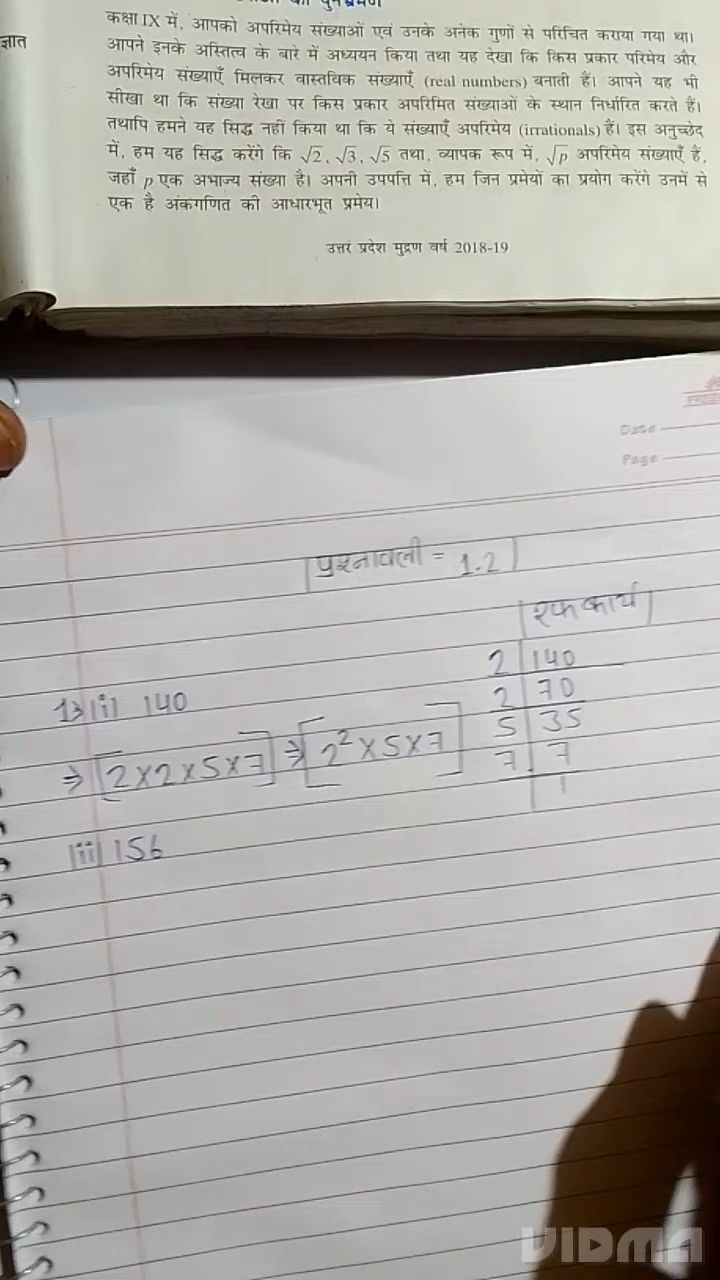 कक्षा IX में, आपको अपरिमेय संख्याओं एवं उनके अनेक गुणों से परिचित कराया गया था।
ज्ञात
आपने इनके अस्तित्व के बारे में अध्ययन किया तथा यह देखा कि किस प्रकार परिमेय और
अपरिमेय संख्याएँ मिलकर वास्तविक संख्याएँ (real numbers) बनाती हैं। आपने यह भी
सीखा था कि संख्या रेखा पर किस प्रकार अपरिमित संख्याओं के स्थान निर्धारित करते हैं।
तथापि हमने यह सिद्ध नहीं किया था कि ये संख्याएँ अपरिमेय (irrationals) हैं। इस अनुच्छेद
में, हम यह सिद्ध करेंगे कि √2, √3, √5 तथा, व्यापक रूप में, √p अपरिमेय संख्याएँ हैं,
जहाँ p एक अभाज्य संख्या है। अपनी उपपत्ति में, हम जिन प्रमेयों का प्रयोग करेंगे उनमें से
एक है अंकगणित की आधारभूत प्रमेय।
उत्तर प्रदेश मुद्रण वर्ष 2018-19
Date
Page
प्रश्नावली = 1.2
रफ कार्य
2 | 140
1) (i) 140
2 | 70
5 | 35
⇒ [2×2×5×7] ⇒ [2² × 5 × 7]
7 | 7
1
(ii) 156
VIDMA